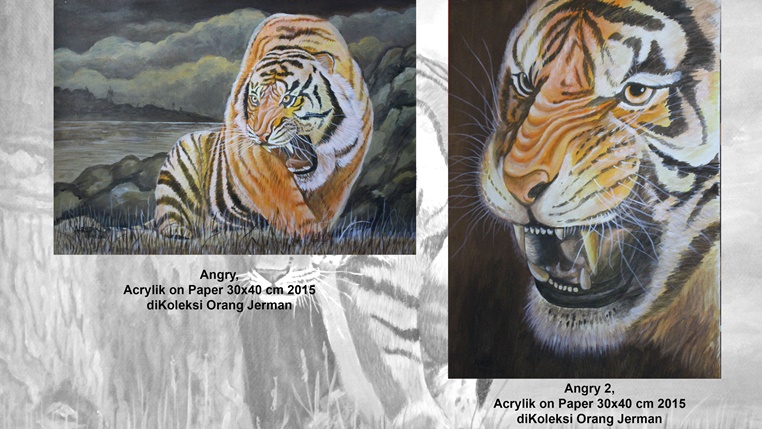 Angry,
Acrylik on Paper 30x40 cm 2015
diKoleksi Orang Jerman
Angry 2,
Acrylik on Paper 30x40 cm 2015
diKoleksi Orang Jerman